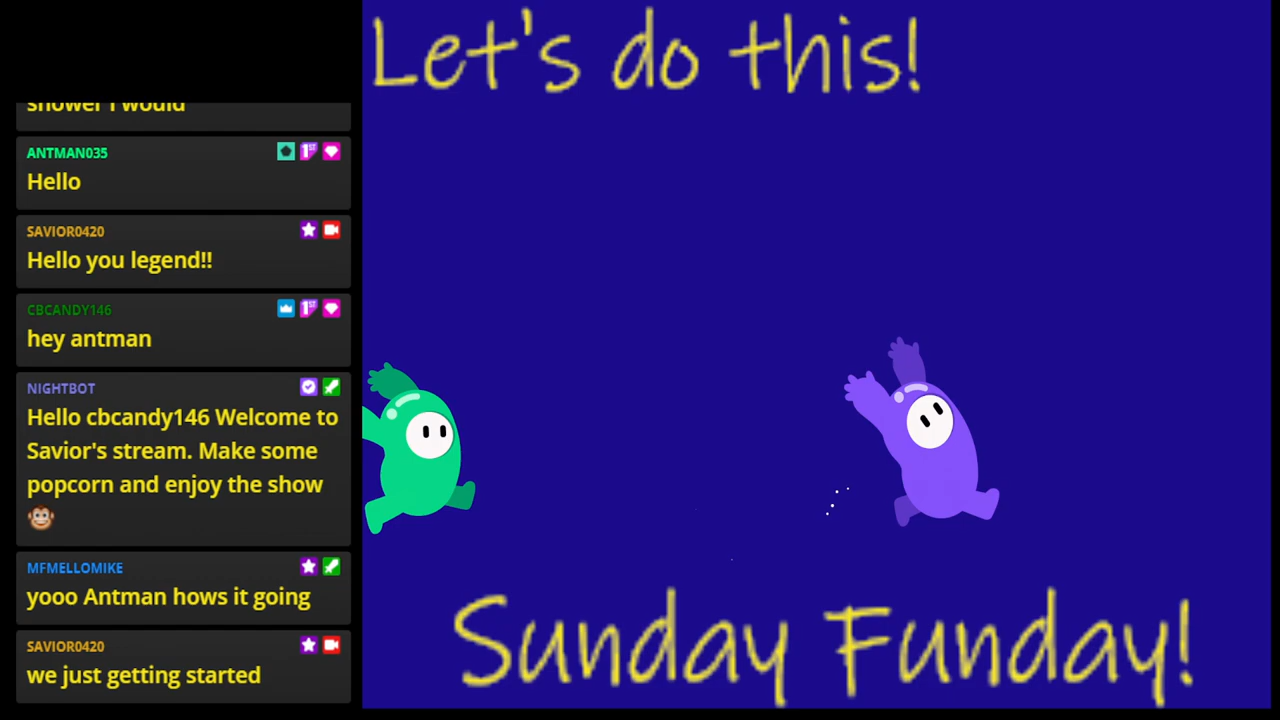 shower I would
ANTMAN035
Hello
SAVIOR0420
Hello you legend!!
CBCANDY146
hey antman
NIGHTBOT
Hello cbcandy146 Welcome to
Savior's stream. Make some
popcorn and enjoy the show
MFMELLOMIKE
yooo Antman hows it going
SAVIOR0420
we just getting started
Let's do this!
Sunday Funday!